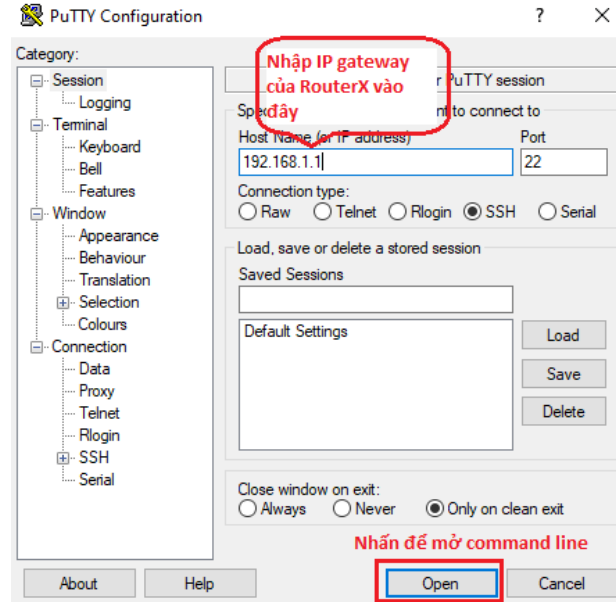 PuTTY Configuration
?
Category:
Session
Logging
Terminal
Keyboard
Bell
Features
Window
Appearance
Behaviour
Translation
Selection
Colours
Connection
Data
Proxy
Telnet
Rlogin
SSH
Serial
Nhập IP gateway
của RouterX vào
đây
PuTTY session
to connect to
Host Name (or IP address)
Port
192.168.1.1
22
Connection type:
Raw
Telnet
Rlogin
SSH
Serial
Load, save or delete a stored session
Saved Sessions
Default Settings
Load
Save
Delete
Close window on exit:
Always
Never
Only on clean exit
Nhấn để mở command line
About
Help
Open
Cancel